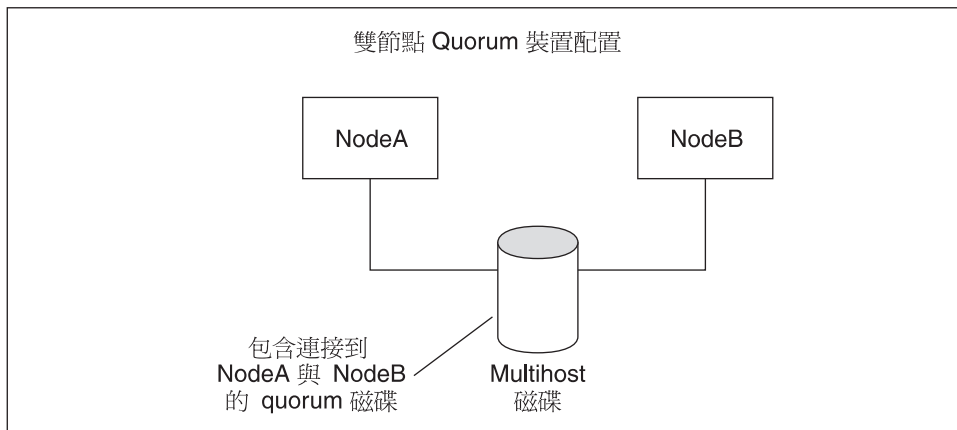 雙節點 Quorum 裝置配置
NodeA
NodeB
包含連接到
NodeA 與 NodeB
的 quorum 磁碟
Multihost
磁碟